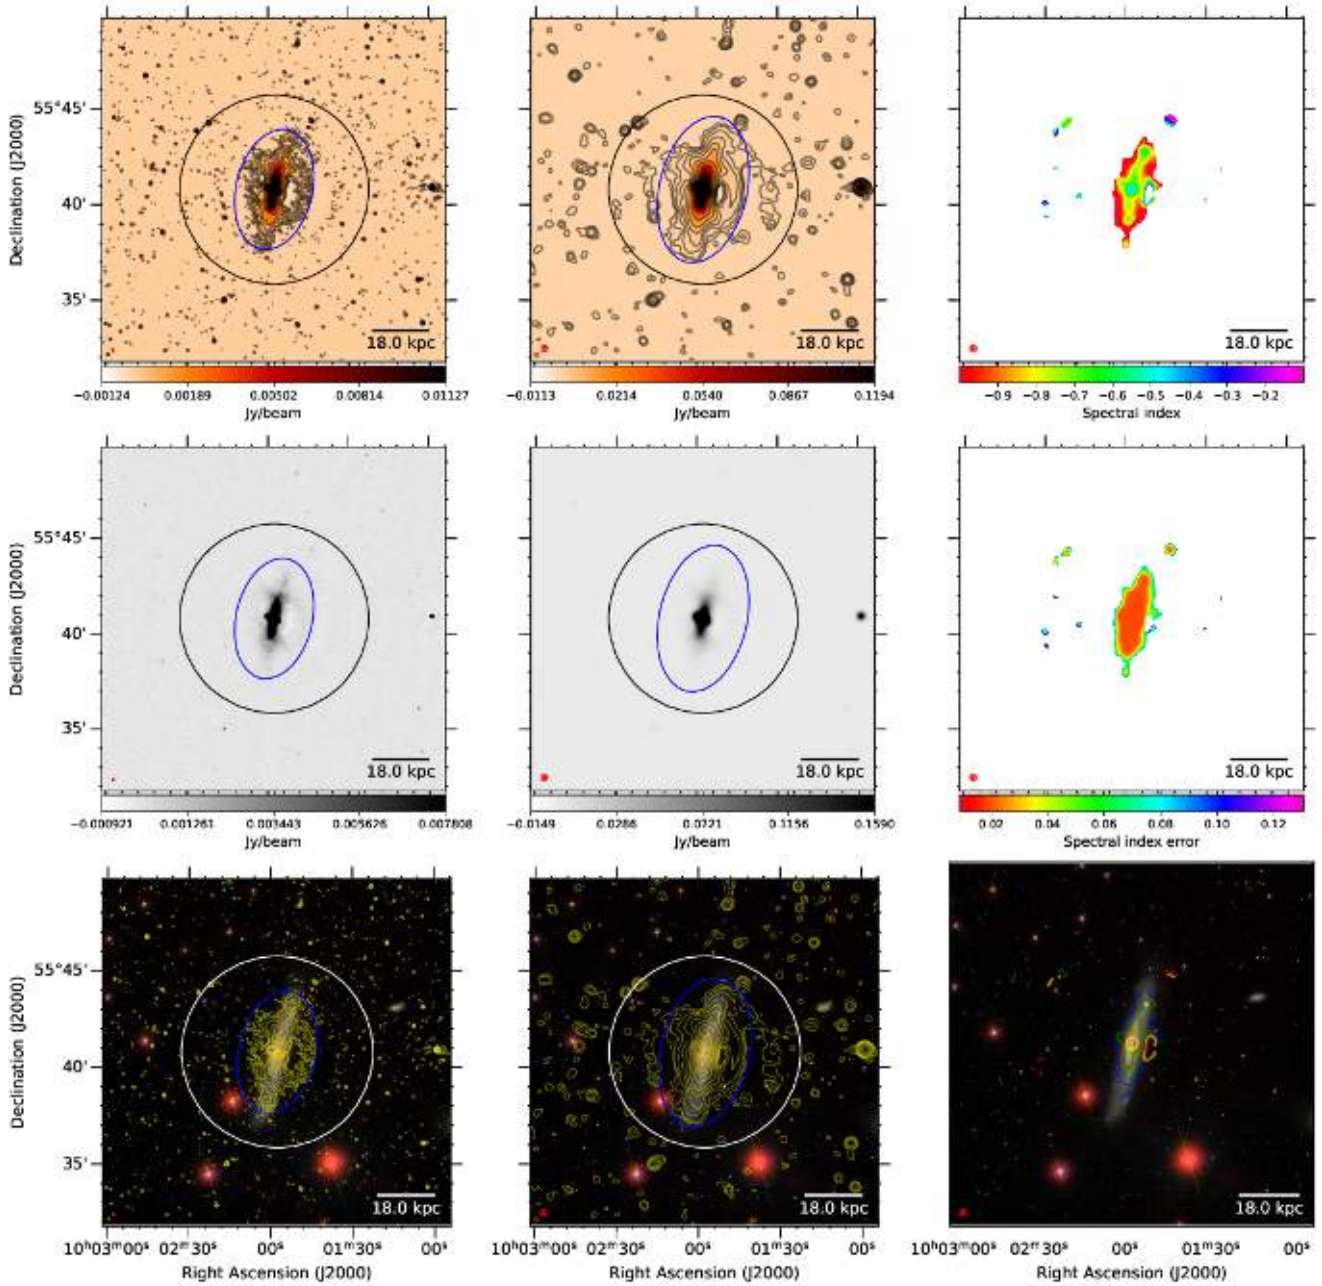 Declination (J2000)
55°45'
40'
35'
18.0 kpc
18.0 kpc
18.0 kpc
−0.00124 0.00189 0.00502 0.00814 0.01127
Jy/beam
−0.0113 0.0214 0.0540 0.0867 0.1194
Jy/beam
−0.9 −0.8 −0.7 −0.6 −0.5 −0.4 −0.3 −0.2
Spectral index
Declination (J2000)
55°45'
40'
35'
18.0 kpc
18.0 kpc
18.0 kpc
−0.000921 0.001261 0.003443 0.005626 0.007808
Jy/beam
−0.0149 0.0286 0.0721 0.1156 0.1590
Jy/beam
0.02 0.04 0.06 0.08 0.10 0.12
Spectral index error
Declination (J2000)
55°45'
40'
35'
18.0 kpc
18.0 kpc
18.0 kpc
10ʰ03ᵐ00ˢ 02ᵐ30ˢ 00ˢ 01ᵐ30ˢ 00ˢ
Right Ascension (J2000)
10ʰ03ᵐ00ˢ 02ᵐ30ˢ 00ˢ 01ᵐ30ˢ 00ˢ
Right Ascension (J2000)
10ʰ03ᵐ00ˢ 02ᵐ30ˢ 00ˢ 01ᵐ30ˢ 00ˢ
Right Ascension (J2000)